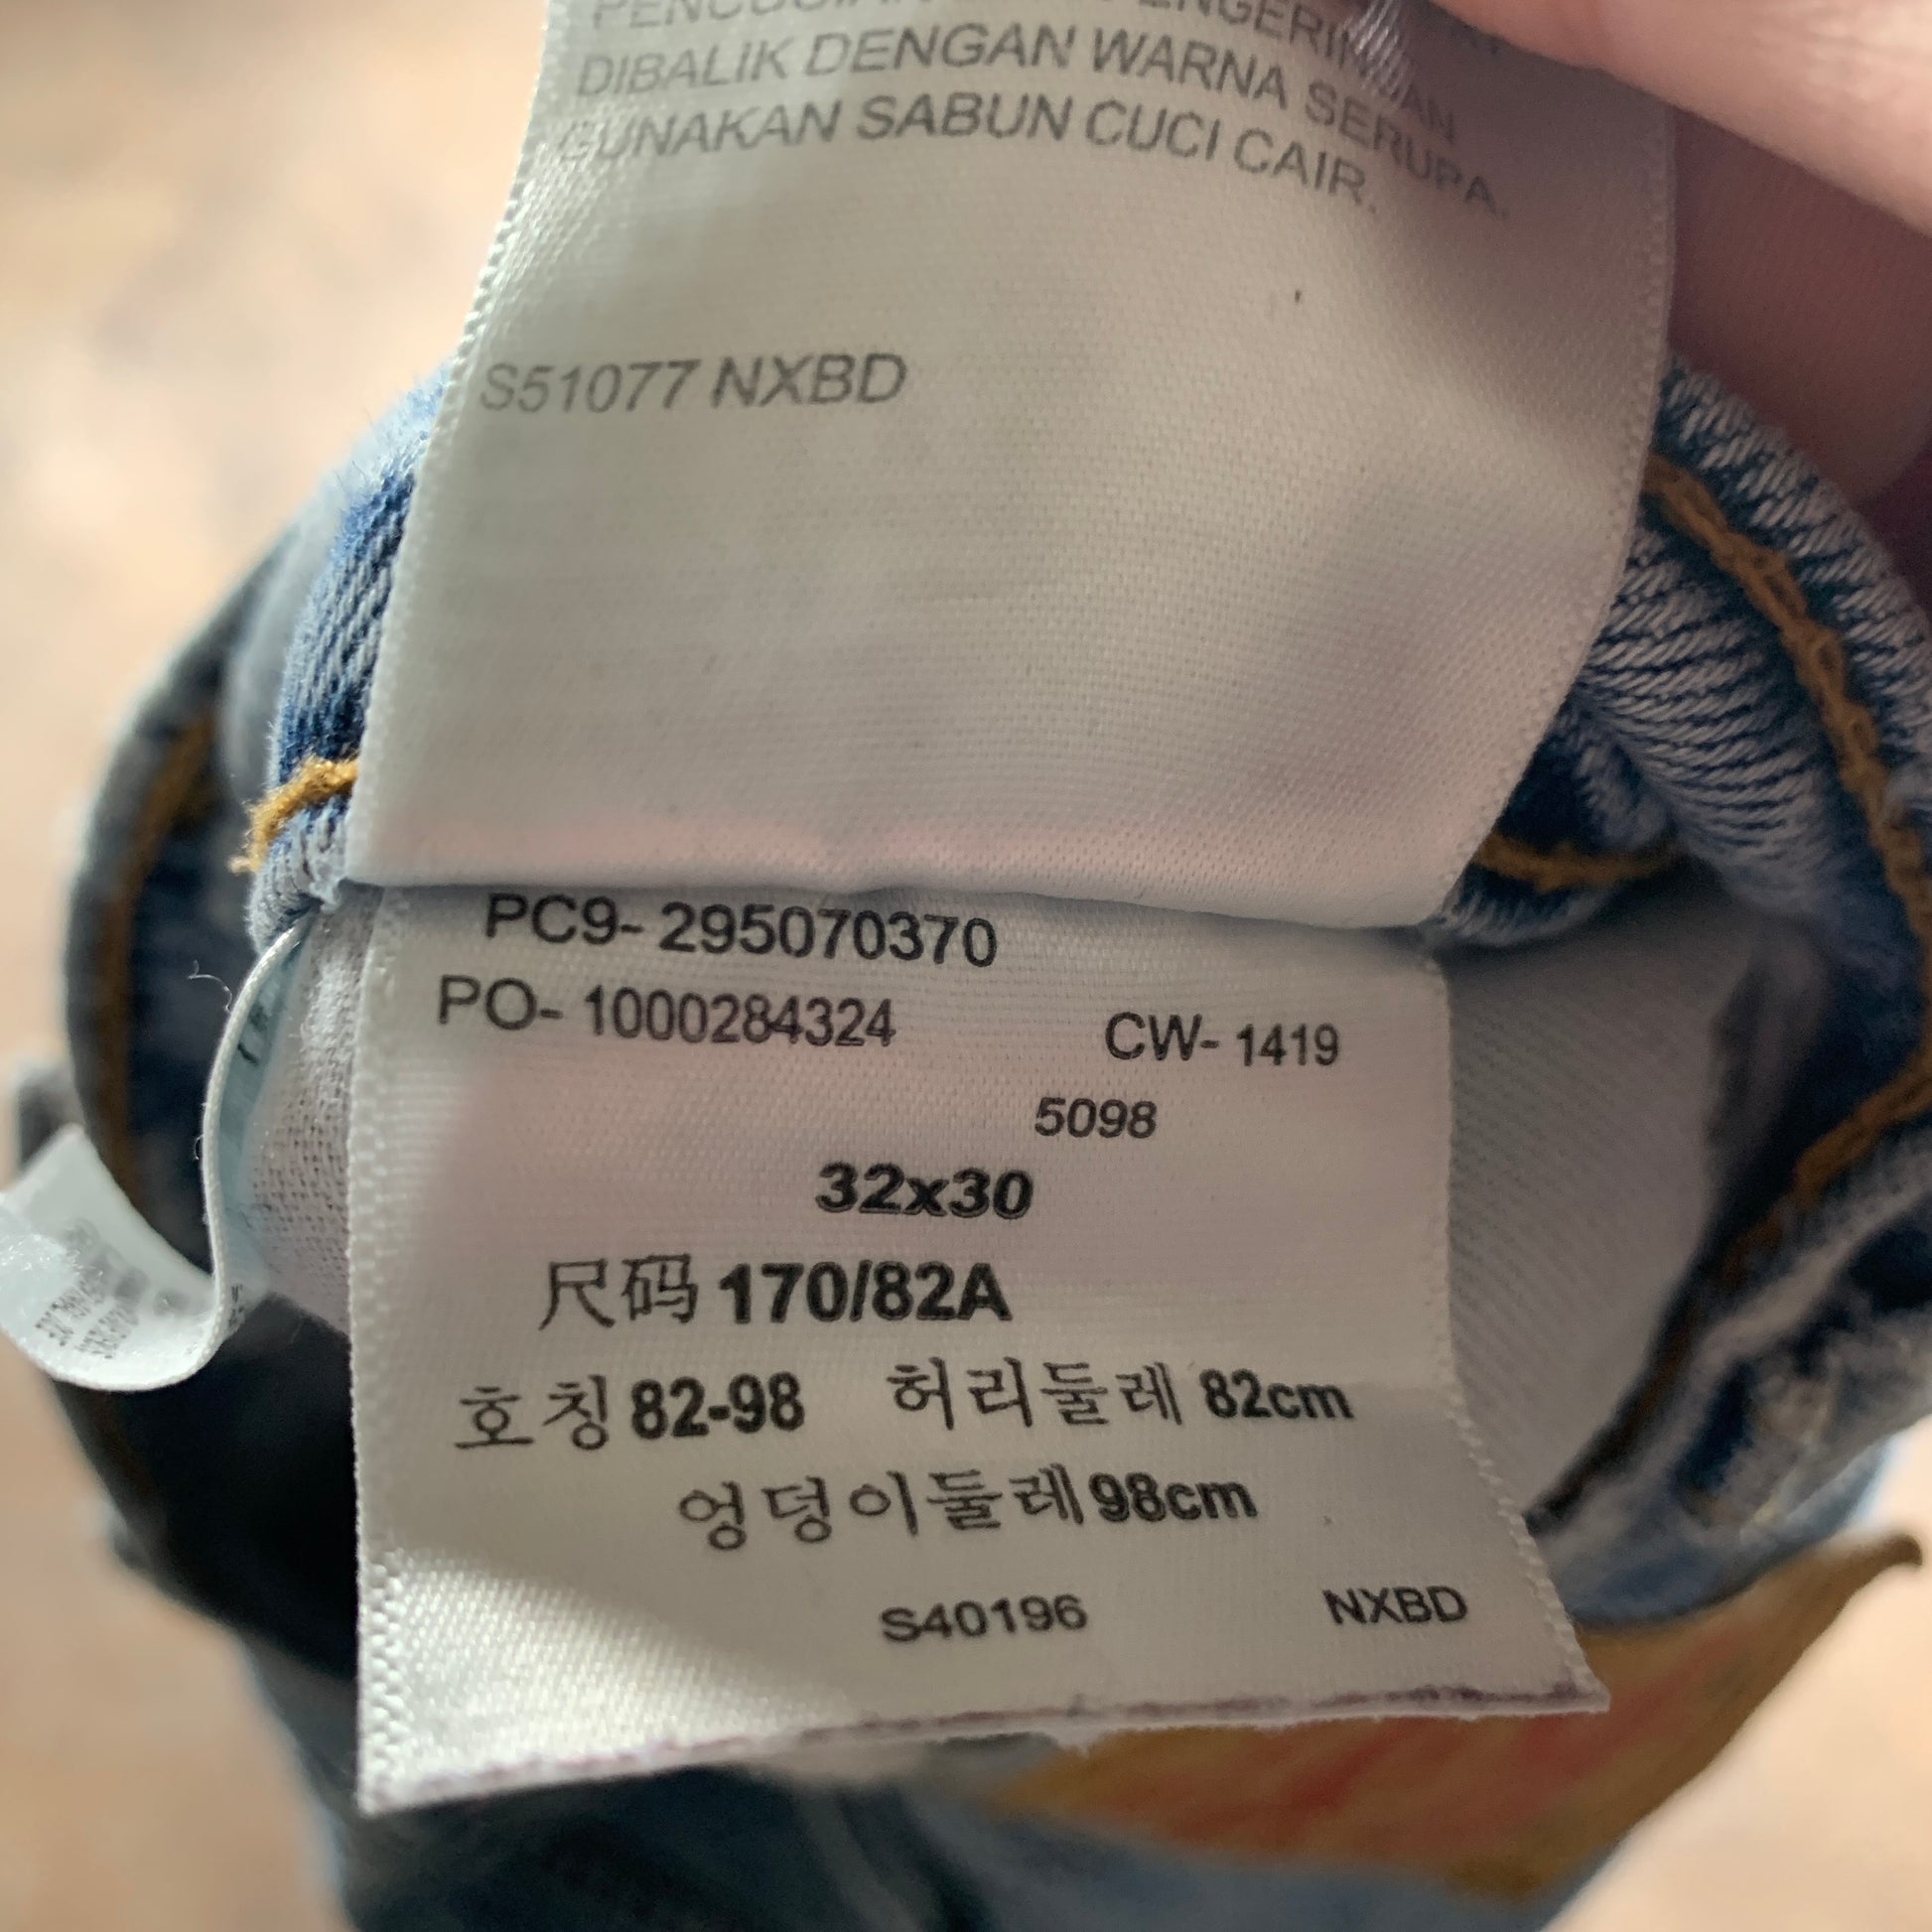 DIBALIK DENGAN WARNA SERUPA.
GUNAKAN SABUN CUCI CAIR.
S51077 NXBD
PC9- 295070370
PO- 1000284324 CW- 1419
5098
32x30
尺码 170/82A
호칭 82-98 허리둘레 82cm
엉덩이둘레 98cm
S40196 NXBD